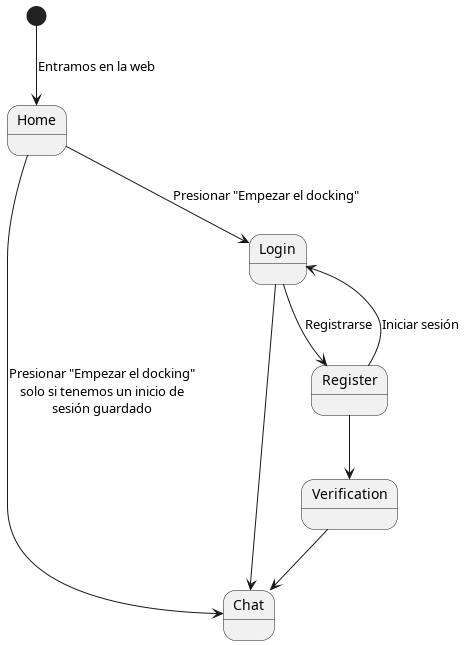 Entramos en la web
Home
Presionar "Empezar el docking"
Login
Registrarse
Iniciar sesión
Presionar "Empezar el docking"
solo si tenemos un inicio de
sesión guardado
Register
Verification
Chat